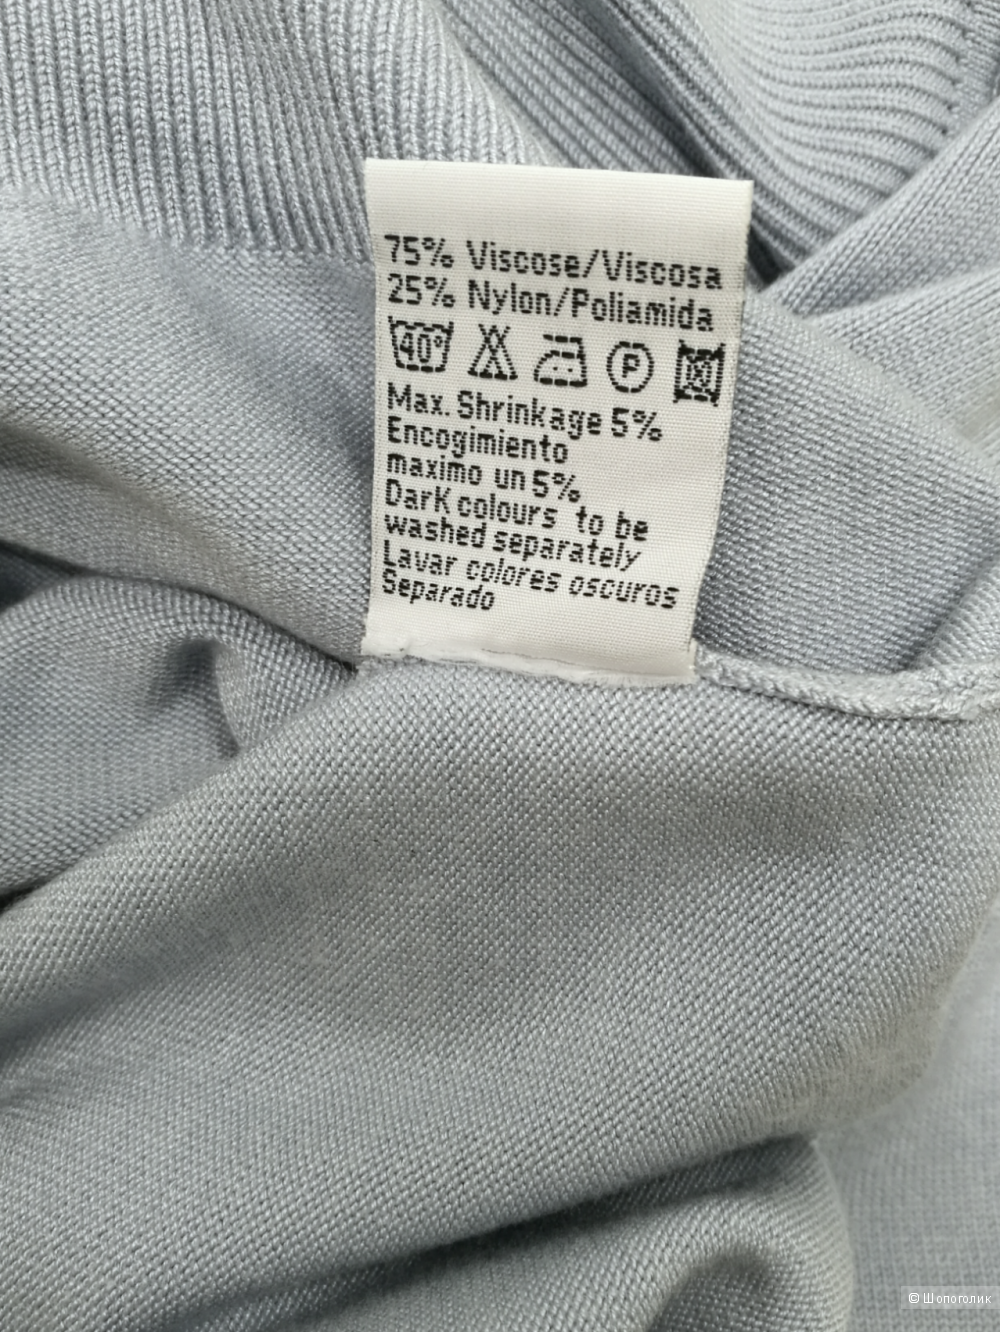 75% Viscose/Viscosa
25% Nylon/Poliamida
40° P
Max. Shrinkage 5%
Encogimiento
maximo un 5%
DarK colours to be
washed separately
Lavar colores oscuros
Separado
© Шопоголик